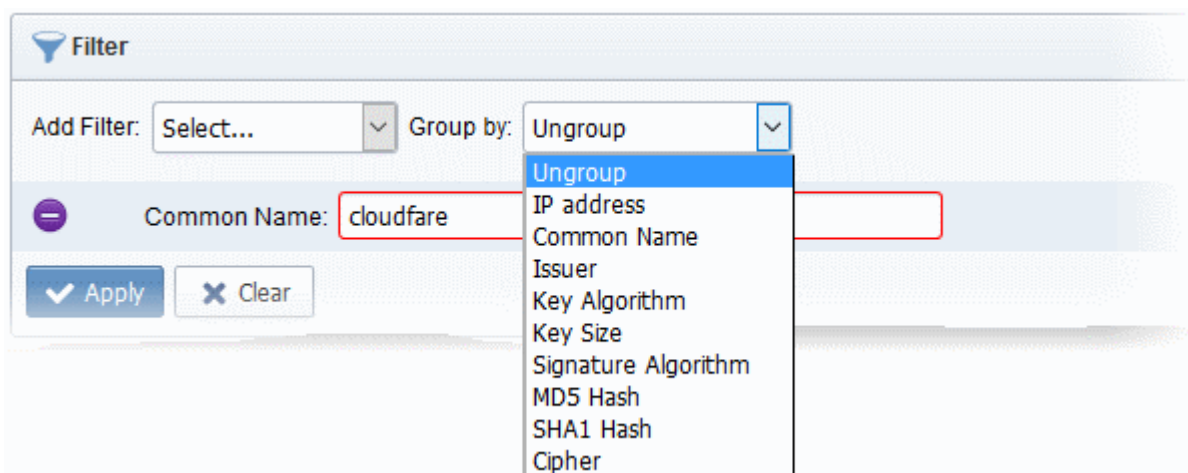 Filter
Add Filter: Select... Group by: Ungroup
Ungroup
IP address
Common Name: cloudfare
Common Name
Issuer
Apply Clear
Key Algorithm
Key Size
Signature Algorithm
MD5 Hash
SHA1 Hash
Cipher